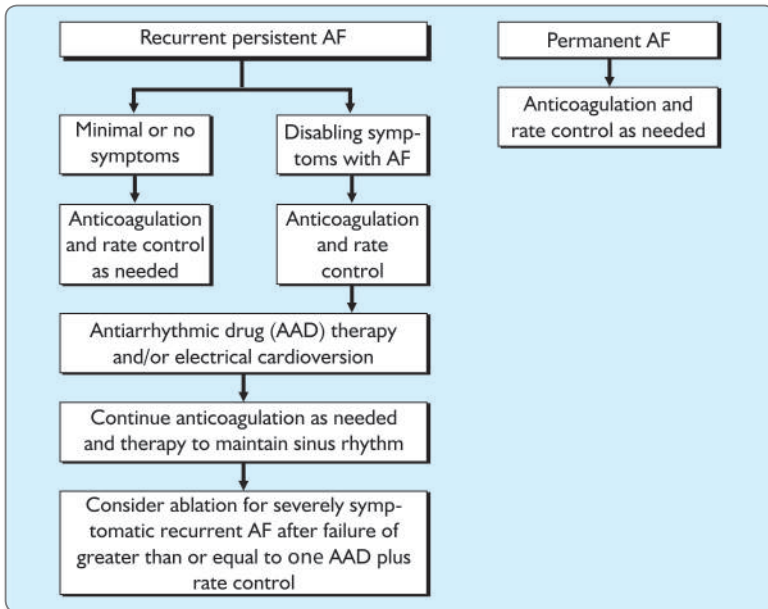 Recurrent persistent AF
Permanent AF
Minimal or no
symptoms
Disabling symp-
toms with AF
Anticoagulation and
rate control as needed
Anticoagulation
and rate control
as needed
Anticoagulation
and rate
control
Antiarrhythmic drug (AAD) therapy
and/or electrical cardioversion
Continue anticoagulation as needed
and therapy to maintain sinus rhythm
Consider ablation for severely symp-
tomatic recurrent AF after failure of
greater than or equal to one AAD plus
rate control